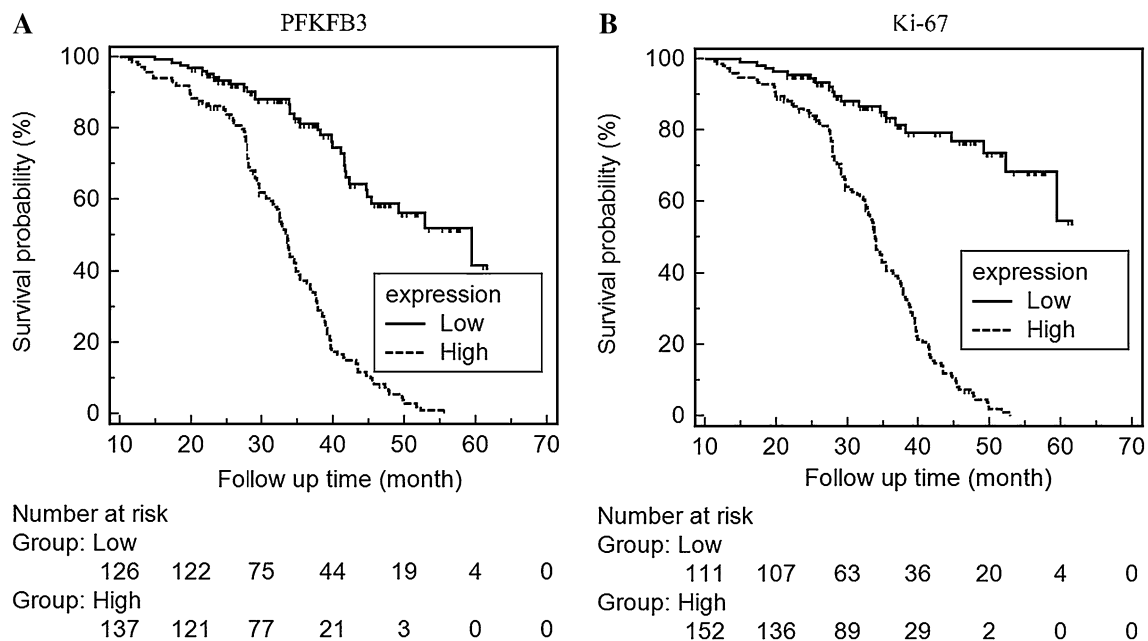 A
PFKFB3
Survival probability (%)
100
80
60
40
20
0
expression
Low
High
10 20 30 40 50 60 70
Follow up time (month)
Number at risk
Group: Low
126 122 75 44 19 4 0
Group: High
137 121 77 21 3 0 0
B
Ki-67
Survival probability (%)
100
80
60
40
20
0
expression
Low
High
10 20 30 40 50 60 70
Follow up time (month)
Number at risk
Group: Low
111 107 63 36 20 4 0
Group: High
152 136 89 29 2 0 0